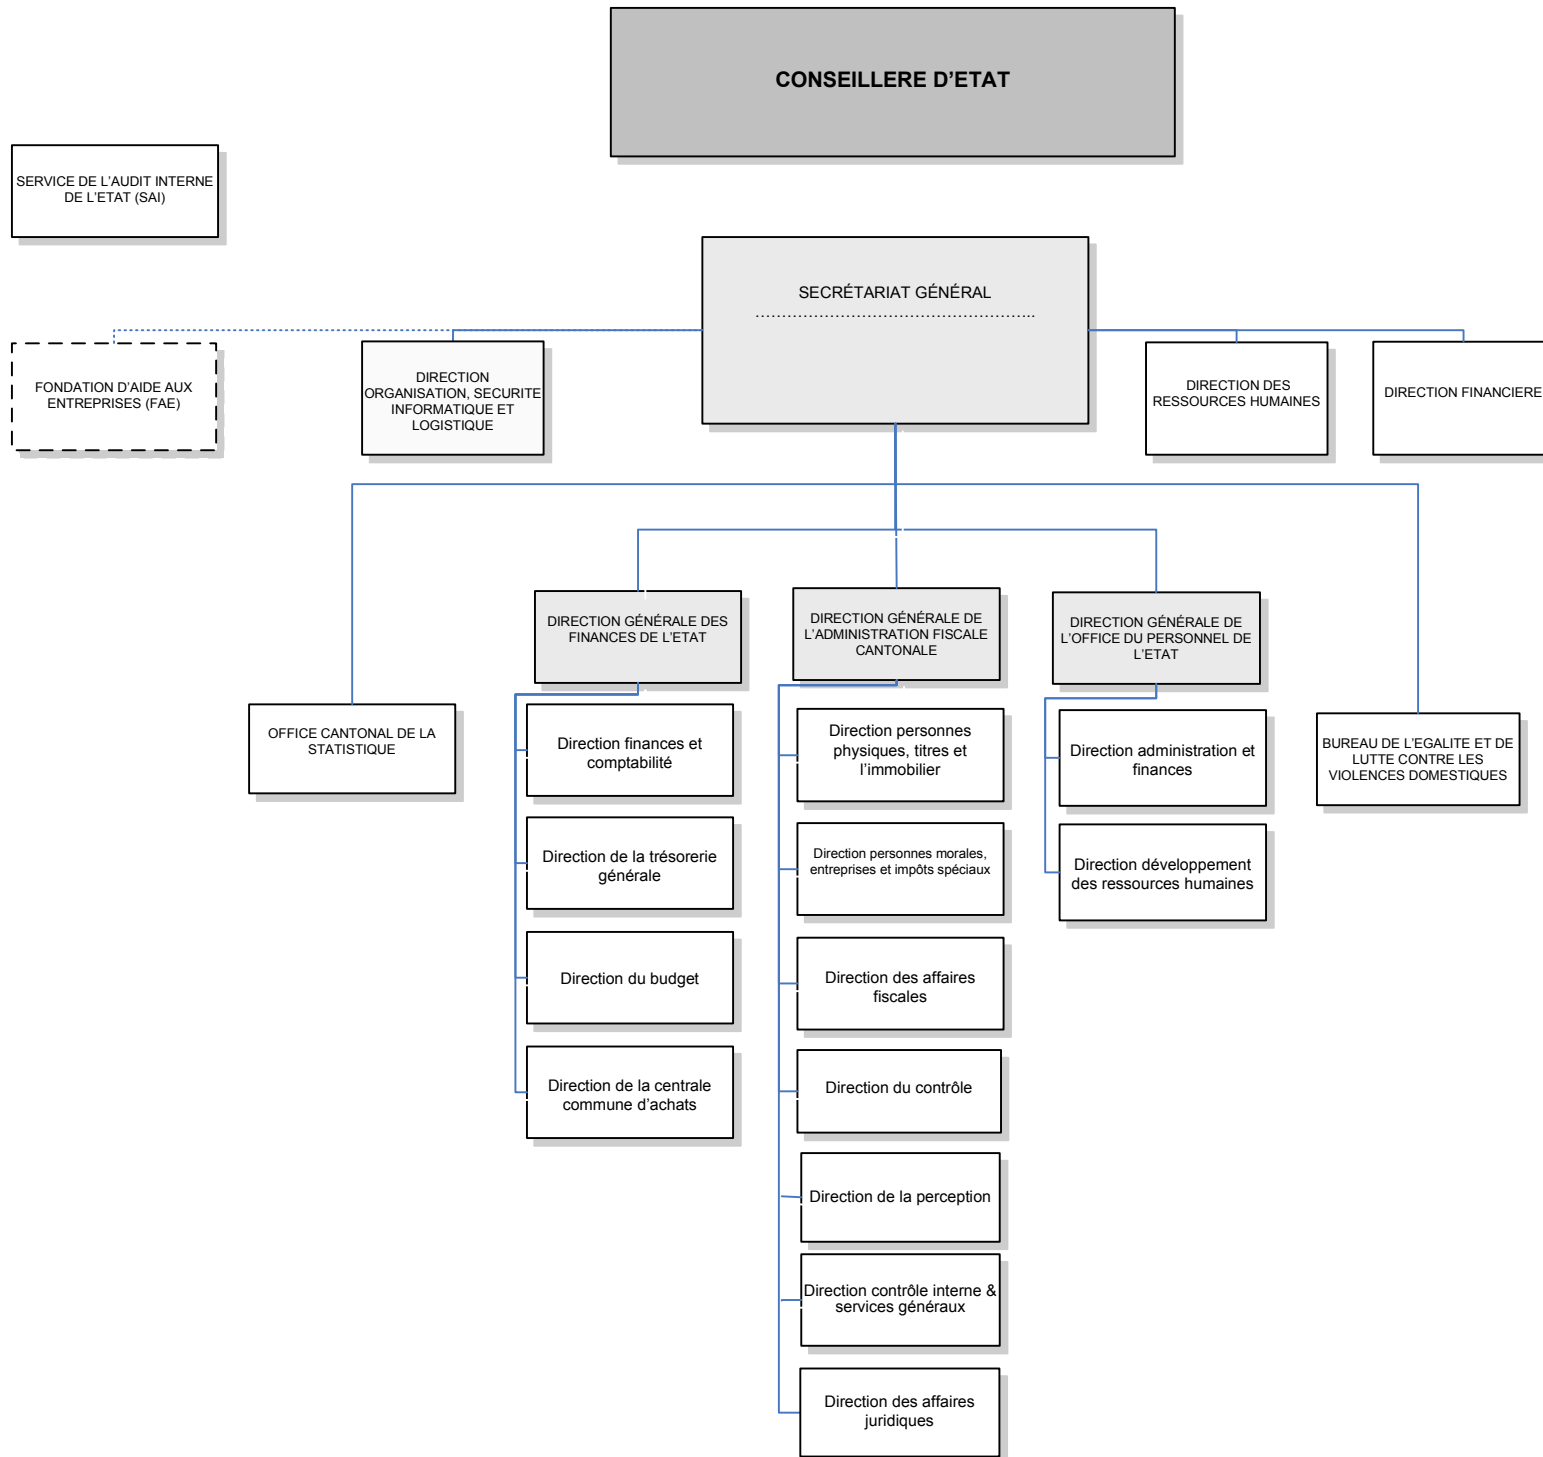 CONSEILLERE D’ETAT
SERVICE DE L’AUDIT INTERNE
DE L’ETAT (SAI)
SECRÉTARIAT GÉNÉRAL
……………………………………………..
FONDATION D’AIDE AUX
ENTREPRISES (FAE)
DIRECTION
ORGANISATION, SECURITE
INFORMATIQUE ET
LOGISTIQUE
DIRECTION DES
RESSOURCES HUMAINES
DIRECTION FINANCIERE
DIRECTION GÉNÉRALE DES
FINANCES DE L’ETAT
DIRECTION GÉNÉRALE DE
L’ADMINISTRATION FISCALE
CANTONALE
DIRECTION GÉNÉRALE DE
L’OFFICE DU PERSONNEL DE
L’ETAT
OFFICE CANTONAL DE LA
STATISTIQUE
BUREAU DE L’EGALITE ET DE
LUTTE CONTRE LES
VIOLENCES DOMESTIQUES
Direction finances et
comptabilité
Direction de la trésorerie
générale
Direction du budget
Direction de la centrale
commune d’achats
Direction personnes
physiques, titres et
l’immobilier
Direction personnes morales,
entreprises et impôts spéciaux
Direction des affaires
fiscales
Direction du contrôle
Direction de la perception
Direction contrôle interne &
services généraux
Direction des affaires
juridiques
Direction administration et
finances
Direction développement
des ressources humaines